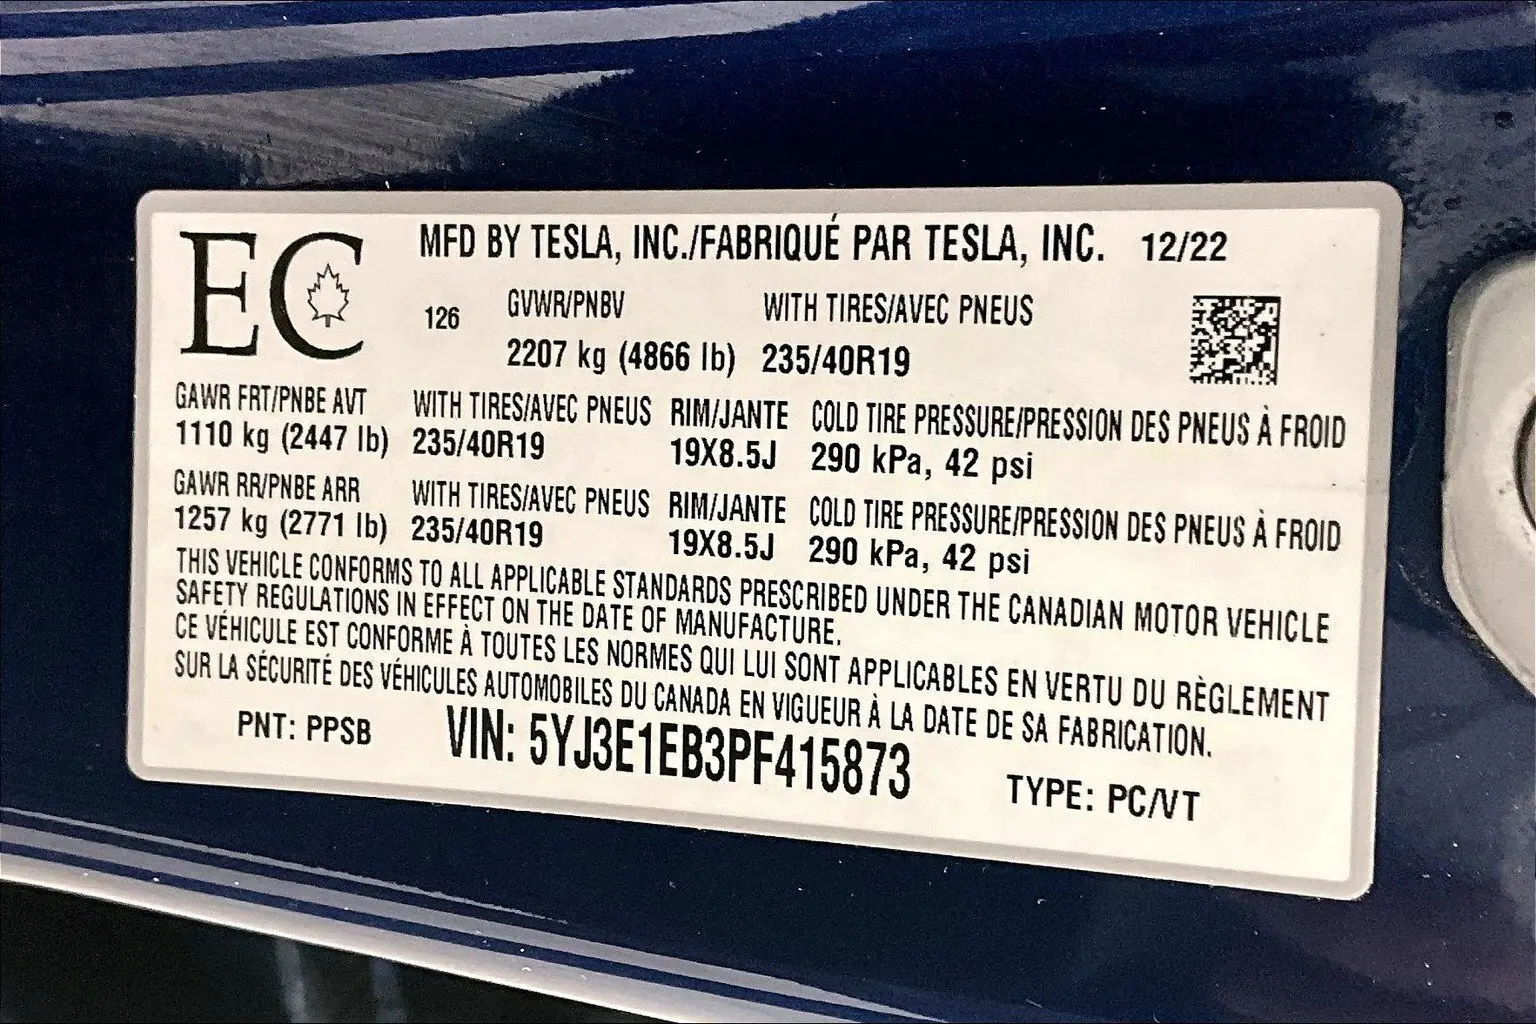 EC
MFD BY TESLA, INC./FABRIQUÉ PAR TESLA, INC. 12/22
126 GVWR/PNBV WITH TIRES/AVEC PNEUS
2207 kg (4866 lb) 235/40R19
GAWR FRT/PNBE AVT WITH TIRES/AVEC PNEUS RIM/JANTE COLD TIRE PRESSURE/PRESSION DES PNEUS À FROID
1110 kg (2447 lb) 235/40R19 19X8.5J 290 kPa, 42 psi
GAWR RR/PNBE ARR WITH TIRES/AVEC PNEUS RIM/JANTE COLD TIRE PRESSURE/PRESSION DES PNEUS À FROID
1257 kg (2771 lb) 235/40R19 19X8.5J 290 kPa, 42 psi
THIS VEHICLE CONFORMS TO ALL APPLICABLE STANDARDS PRESCRIBED UNDER THE CANADIAN MOTOR VEHICLE
SAFETY REGULATIONS IN EFFECT ON THE DATE OF MANUFACTURE.
CE VÉHICULE EST CONFORME À TOUTES LES NORMES QUI LUI SONT APPLICABLES EN VERTU DU RÈGLEMENT
SUR LA SÉCURITÉ DES VÉHICULES AUTOMOBILES DU CANADA EN VIGUEUR À LA DATE DE SA FABRICATION.
PNT: PPSB VIN: 5YJ3E1EB3PF415873 TYPE: PC/VT